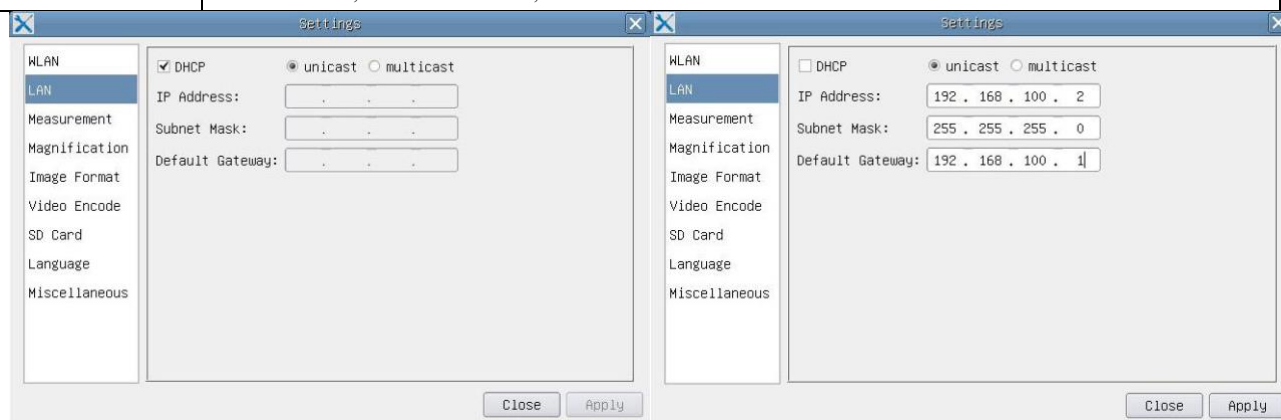 Settings
WLAN
LAN
Measurement
Magnification
Image Format
Video Encode
SD Card
Language
Miscellaneous
DHCP unicast multicast
IP Address: . . .
Subnet Mask: . . .
Default Gateway: . . .
Close Apply
Settings
WLAN
LAN
Measurement
Magnification
Image Format
Video Encode
SD Card
Language
Miscellaneous
DHCP unicast multicast
IP Address: 192 . 168 . 100 . 2
Subnet Mask: 255 . 255 . 255 . 0
Default Gateway: 192 . 168 . 100 . 1
Close Apply